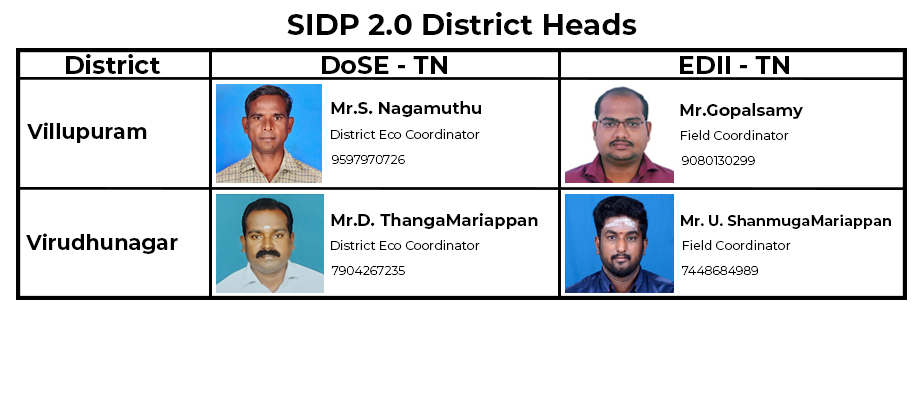 SIDP 2.0 District Heads
District
DoSE - TN
EDII - TN
Villupuram
Mr.S. Nagamuthu
District Eco Coordinator
9597970726
Mr.Gopalsamy
Field Coordinator
9080130299
Virudhunagar
Mr.D. ThangaMariappan
District Eco Coordinator
7904267235
Mr. U. ShanmugaMariappan
Field Coordinator
7448684989